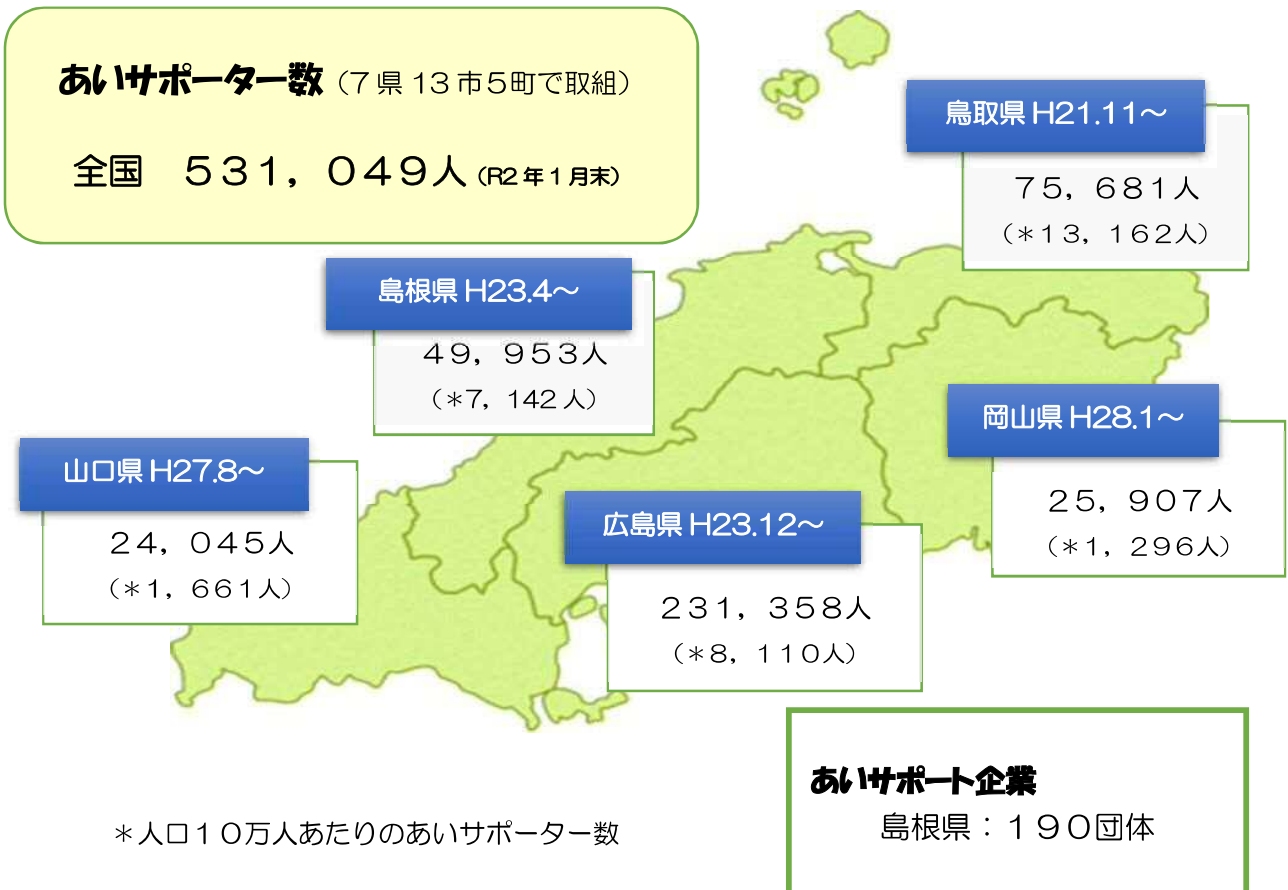 あいサポーター数（７県13市５町で取組）
全国　５３１，０４９人（R2年1月末）
鳥取県 H21.11～
７５，６８１人
（＊１３，１６２人）
島根県 H23.4～
４９，９５３人
（＊7，142人）
岡山県 H28.1～
２５，９０７人
（＊１，２９６人）
山口県 H27.8～
２４，０４５人
（＊１，６６１人）
広島県 H23.12～
２３１，３５８人
（＊８，１１０人）
あいサポート企業
島根県：１９０団体
＊人口１０万人あたりのあいサポーター数